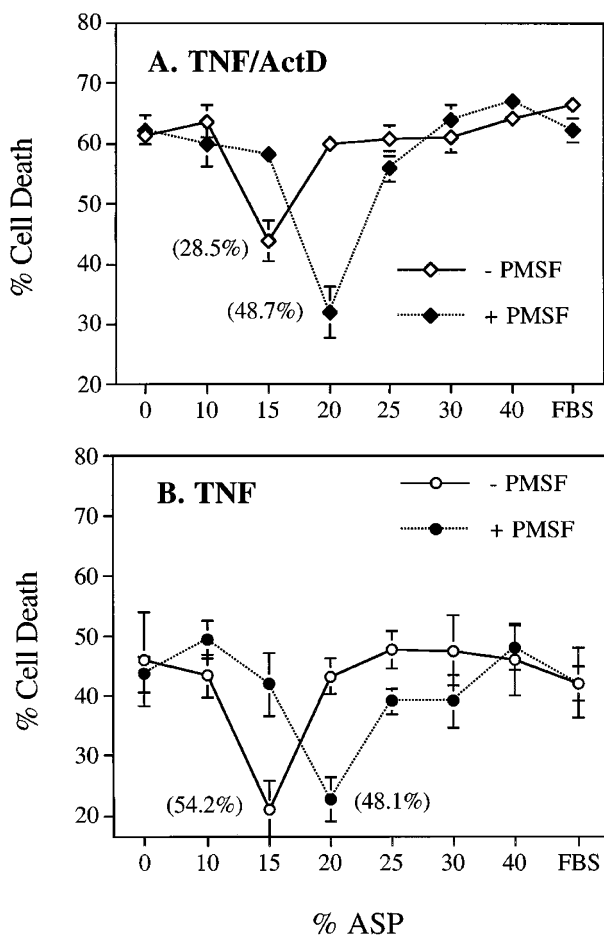 80
A. TNF/ActD
70
60
% Cell Death
50
(28.5%)
- PMSF
40
(48.7%)
+ PMSF
30
20
0 10 15 20 25 30 40 FBS
80
B. TNF
- PMSF
70
+ PMSF
60
% Cell Death
50
40
30
(54.2%)
(48.1%)
20
0 10 15 20 25 30 40 FBS
% ASP